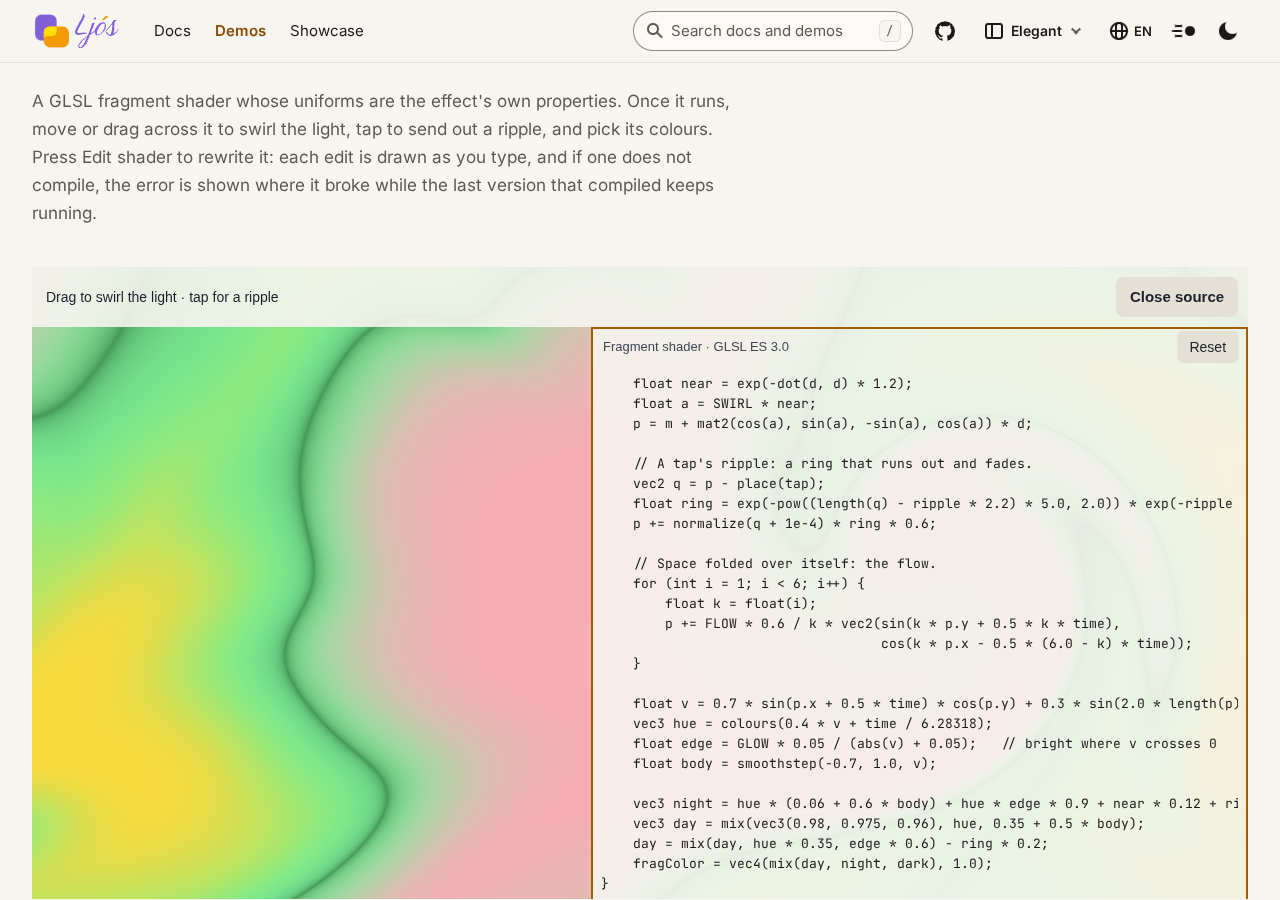 Ljós Docs Demos Showcase Search docs and demos / Elegant EN
A GLSL fragment shader whose uniforms are the effect's own properties. Once it runs,
move or drag across it to swirl the light, tap to send out a ripple, and pick its colours.
Press Edit shader to rewrite it: each edit is drawn as you type, and if one does not
compile, the error is shown where it broke while the last version that compiled keeps
running.
Drag to swirl the light · tap for a ripple Close source
Fragment shader · GLSL ES 3.0 Reset
float near = exp(-dot(d, d) * 1.2);
float a = SWIRL * near;
p = m + mat2(cos(a), sin(a), -sin(a), cos(a)) * d;
// A tap's ripple: a ring that runs out and fades.
vec2 q = p - place(tap);
float ring = exp(-pow((length(q) - ripple * 2.2) * 5.0, 2.0)) * exp(-ripple
p += normalize(q + 1e-4) * ring * 0.6;
// Space folded over itself: the flow.
for (int i = 1; i < 6; i++) {
float k = float(i);
p += FLOW * 0.6 / k * vec2(sin(k * p.y + 0.5 * k * time),
cos(k * p.x - 0.5 * (6.0 - k) * time));
}
float v = 0.7 * sin(p.x + 0.5 * time) * cos(p.y) + 0.3 * sin(2.0 * length(p)
vec3 hue = colours(0.4 * v + time / 6.28318);
float edge = GLOW * 0.05 / (abs(v) + 0.05); // bright where v crosses 0
float body = smoothstep(-0.7, 1.0, v);
vec3 night = hue * (0.06 + 0.6 * body) + hue * edge * 0.9 + near * 0.12 + ri
vec3 day = mix(vec3(0.98, 0.975, 0.96), hue, 0.35 + 0.5 * body);
day = mix(day, hue * 0.35, edge * 0.6) - ring * 0.2;
fragColor = vec4(mix(day, night, dark), 1.0);
}